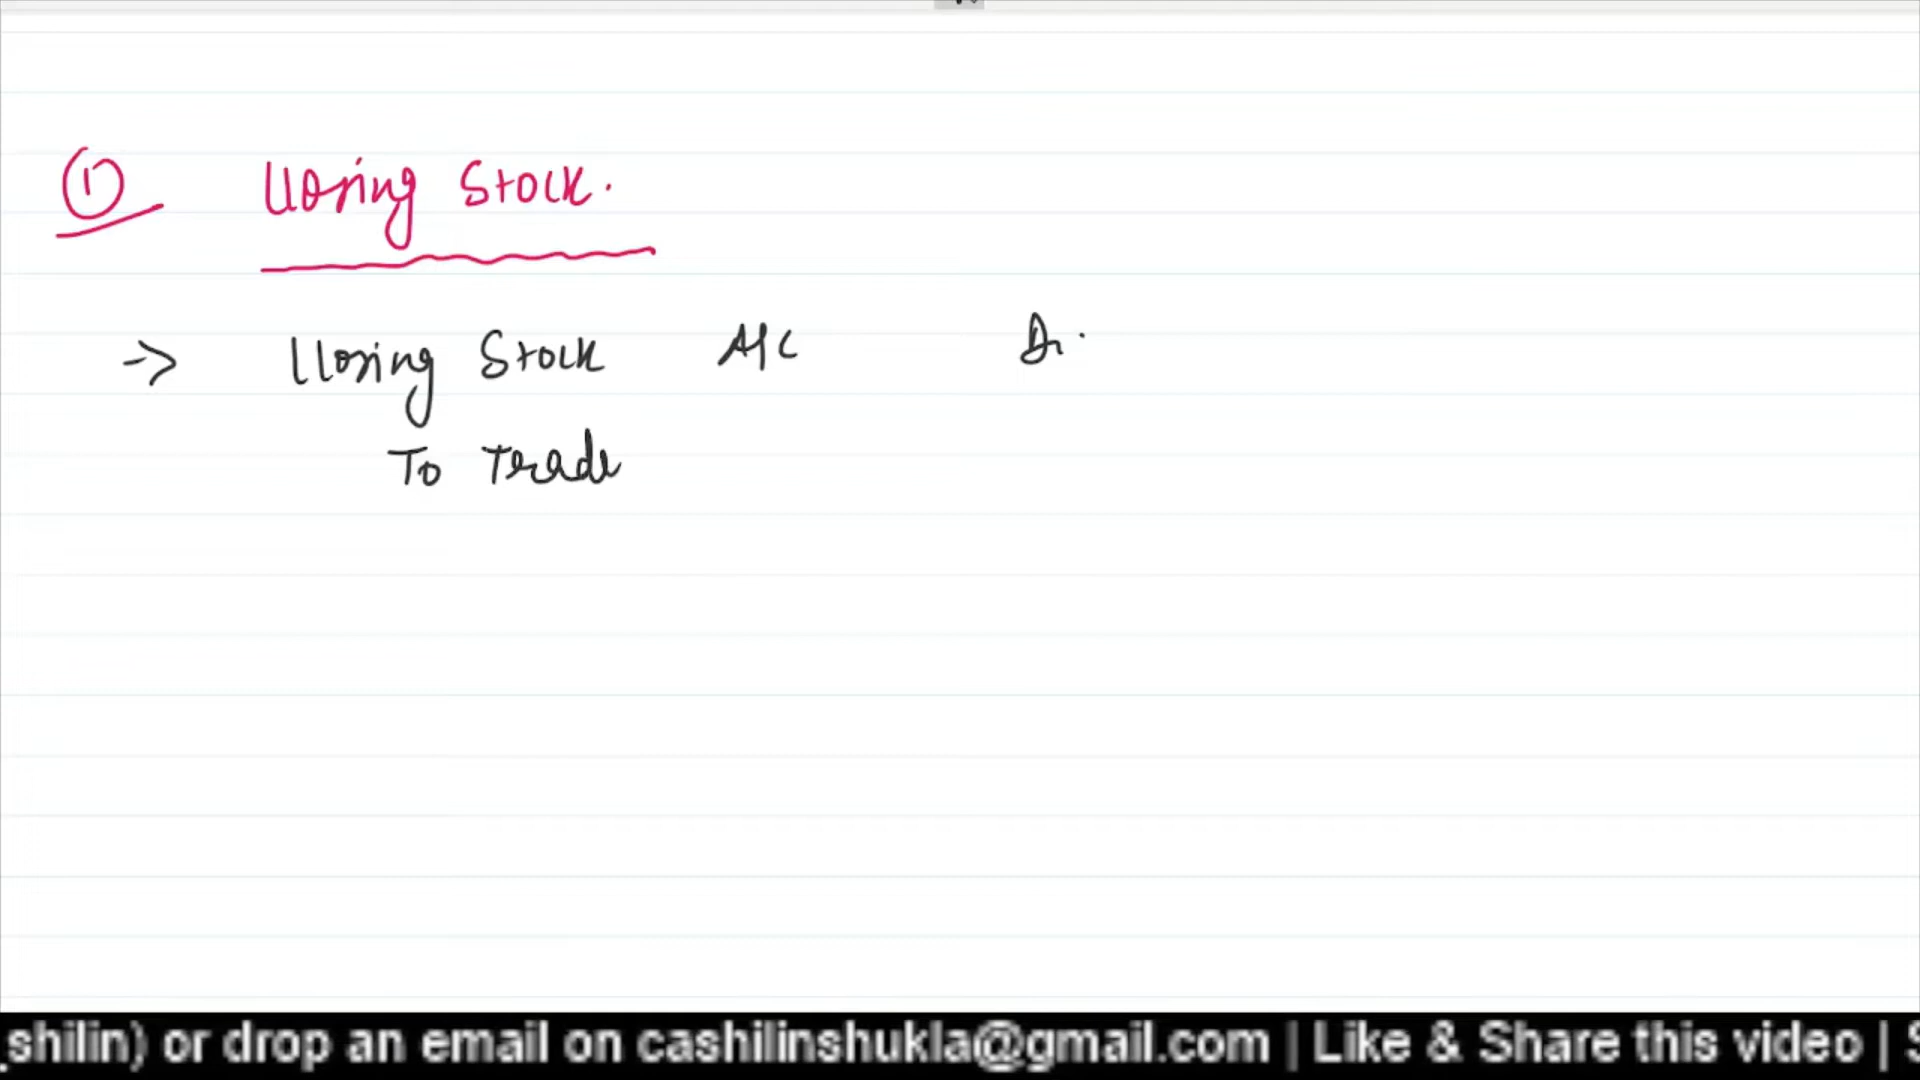 ① Closing Stock.
-> Closing Stock A/c Dr.
To Trade
_shilin) or drop an email on cashilinshukla@gmail.com | Like & Share this video | S